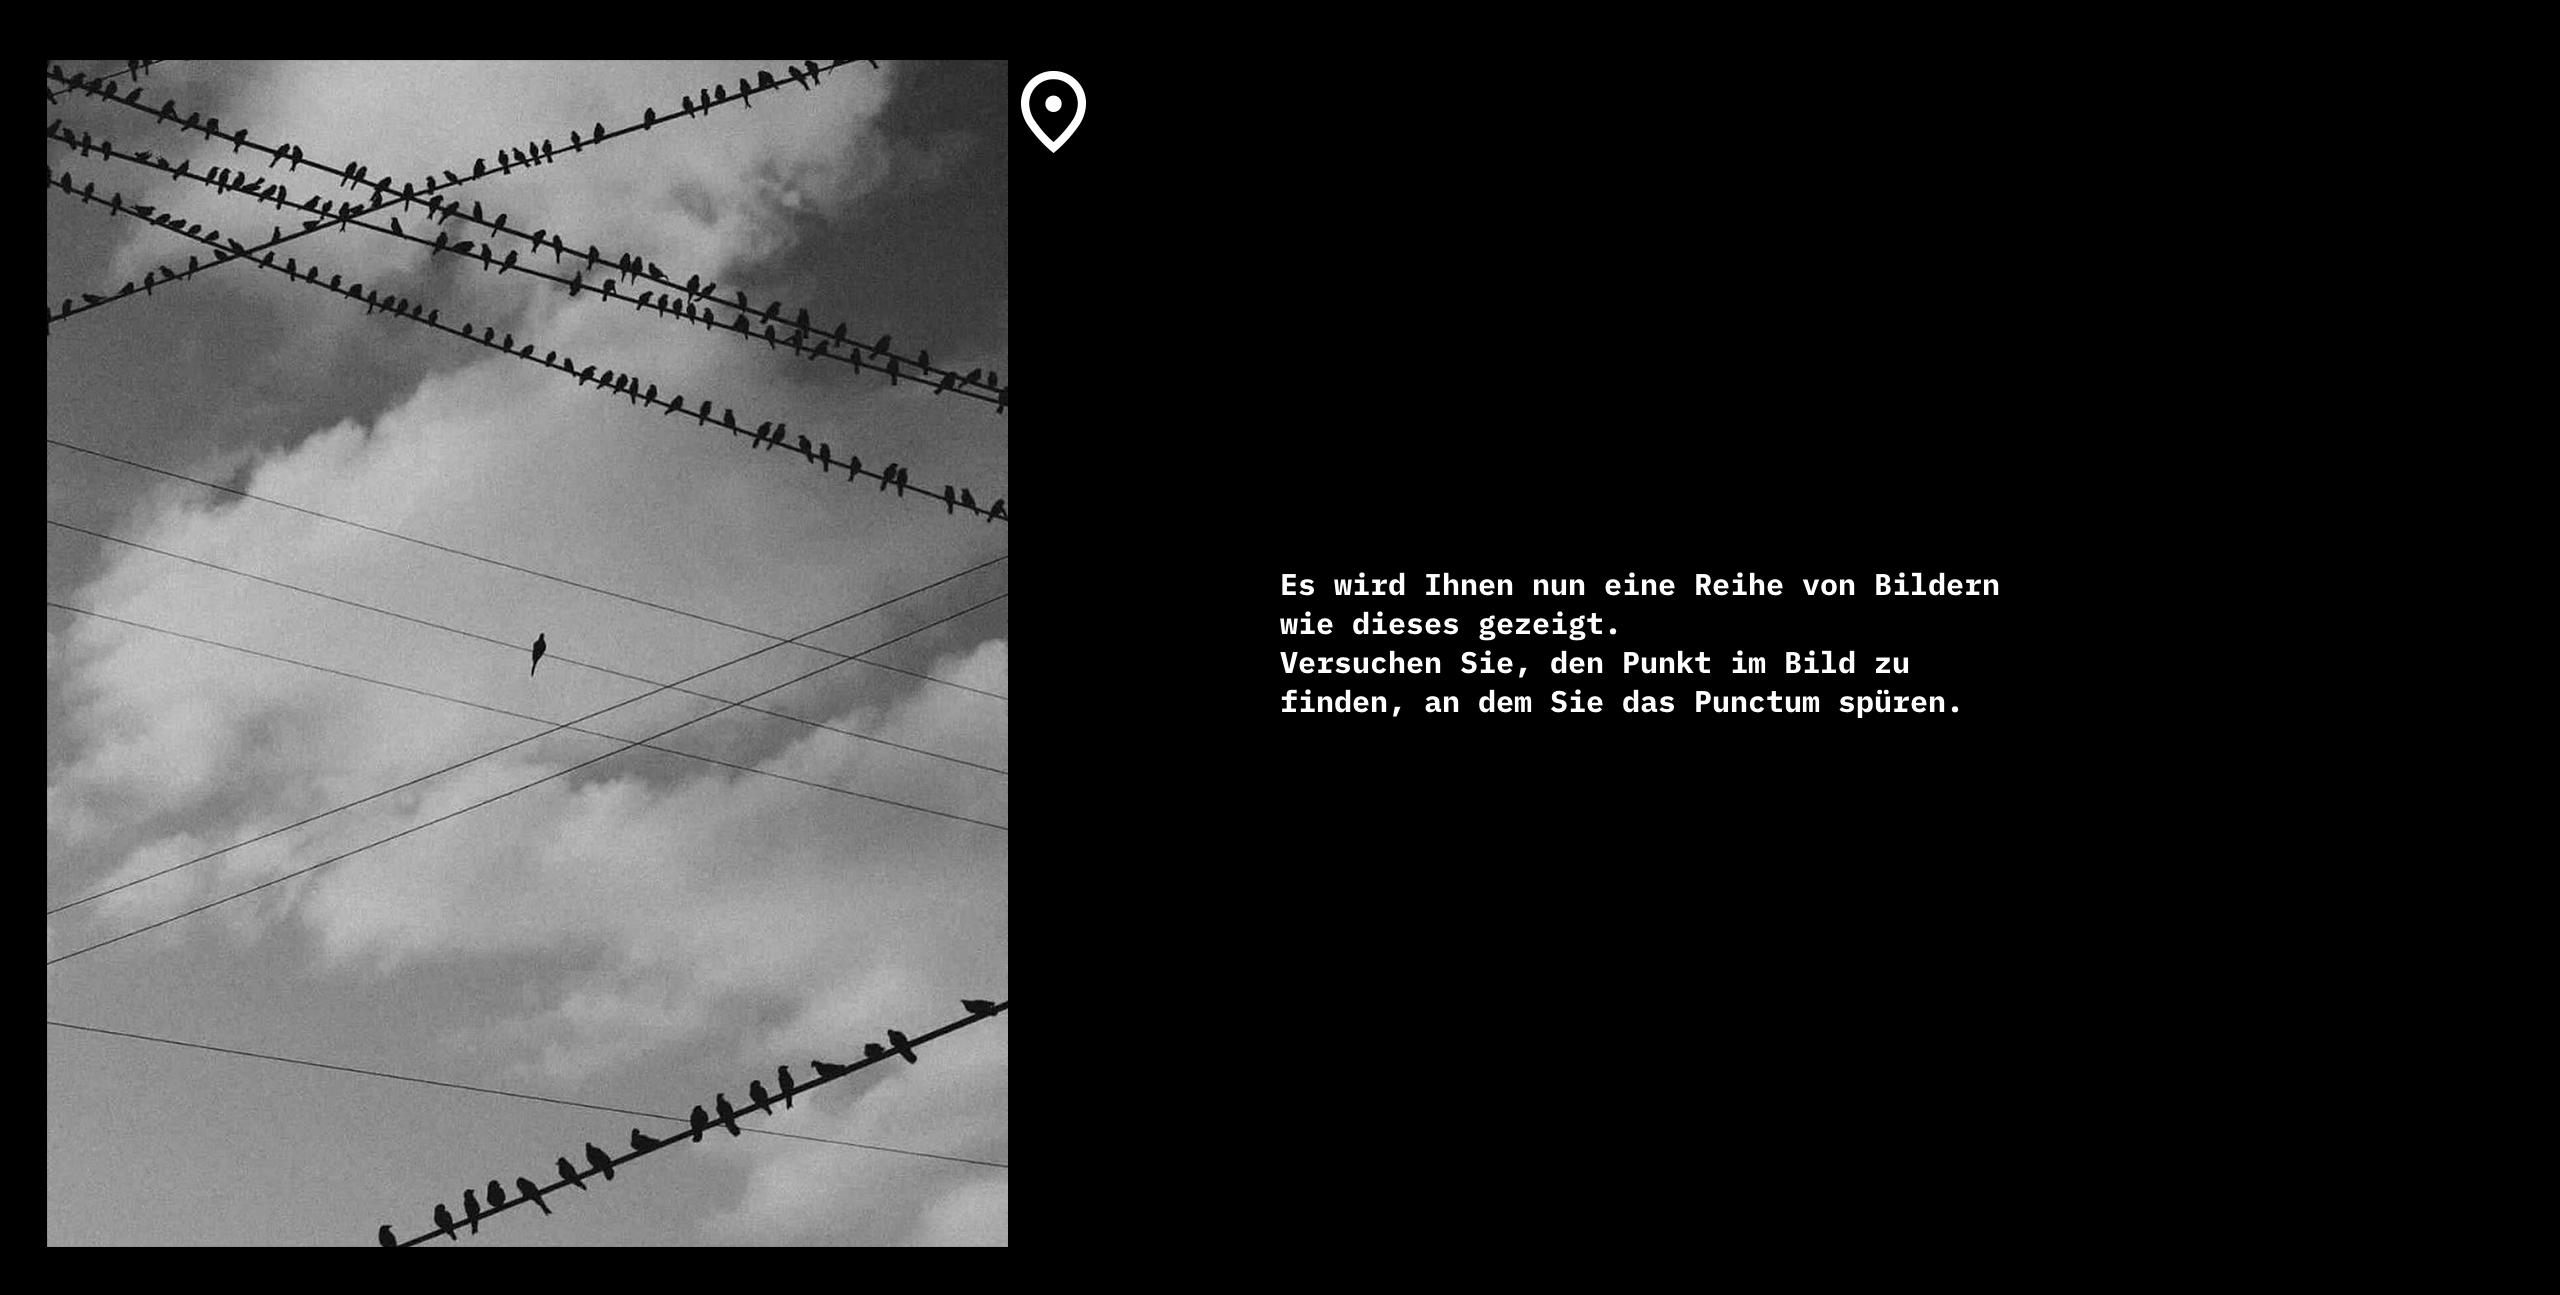 Es wird Ihnen nun eine Reihe von Bildern
wie dieses gezeigt.
Versuchen Sie, den Punkt im Bild zu
finden, an dem Sie das Punctum spüren.